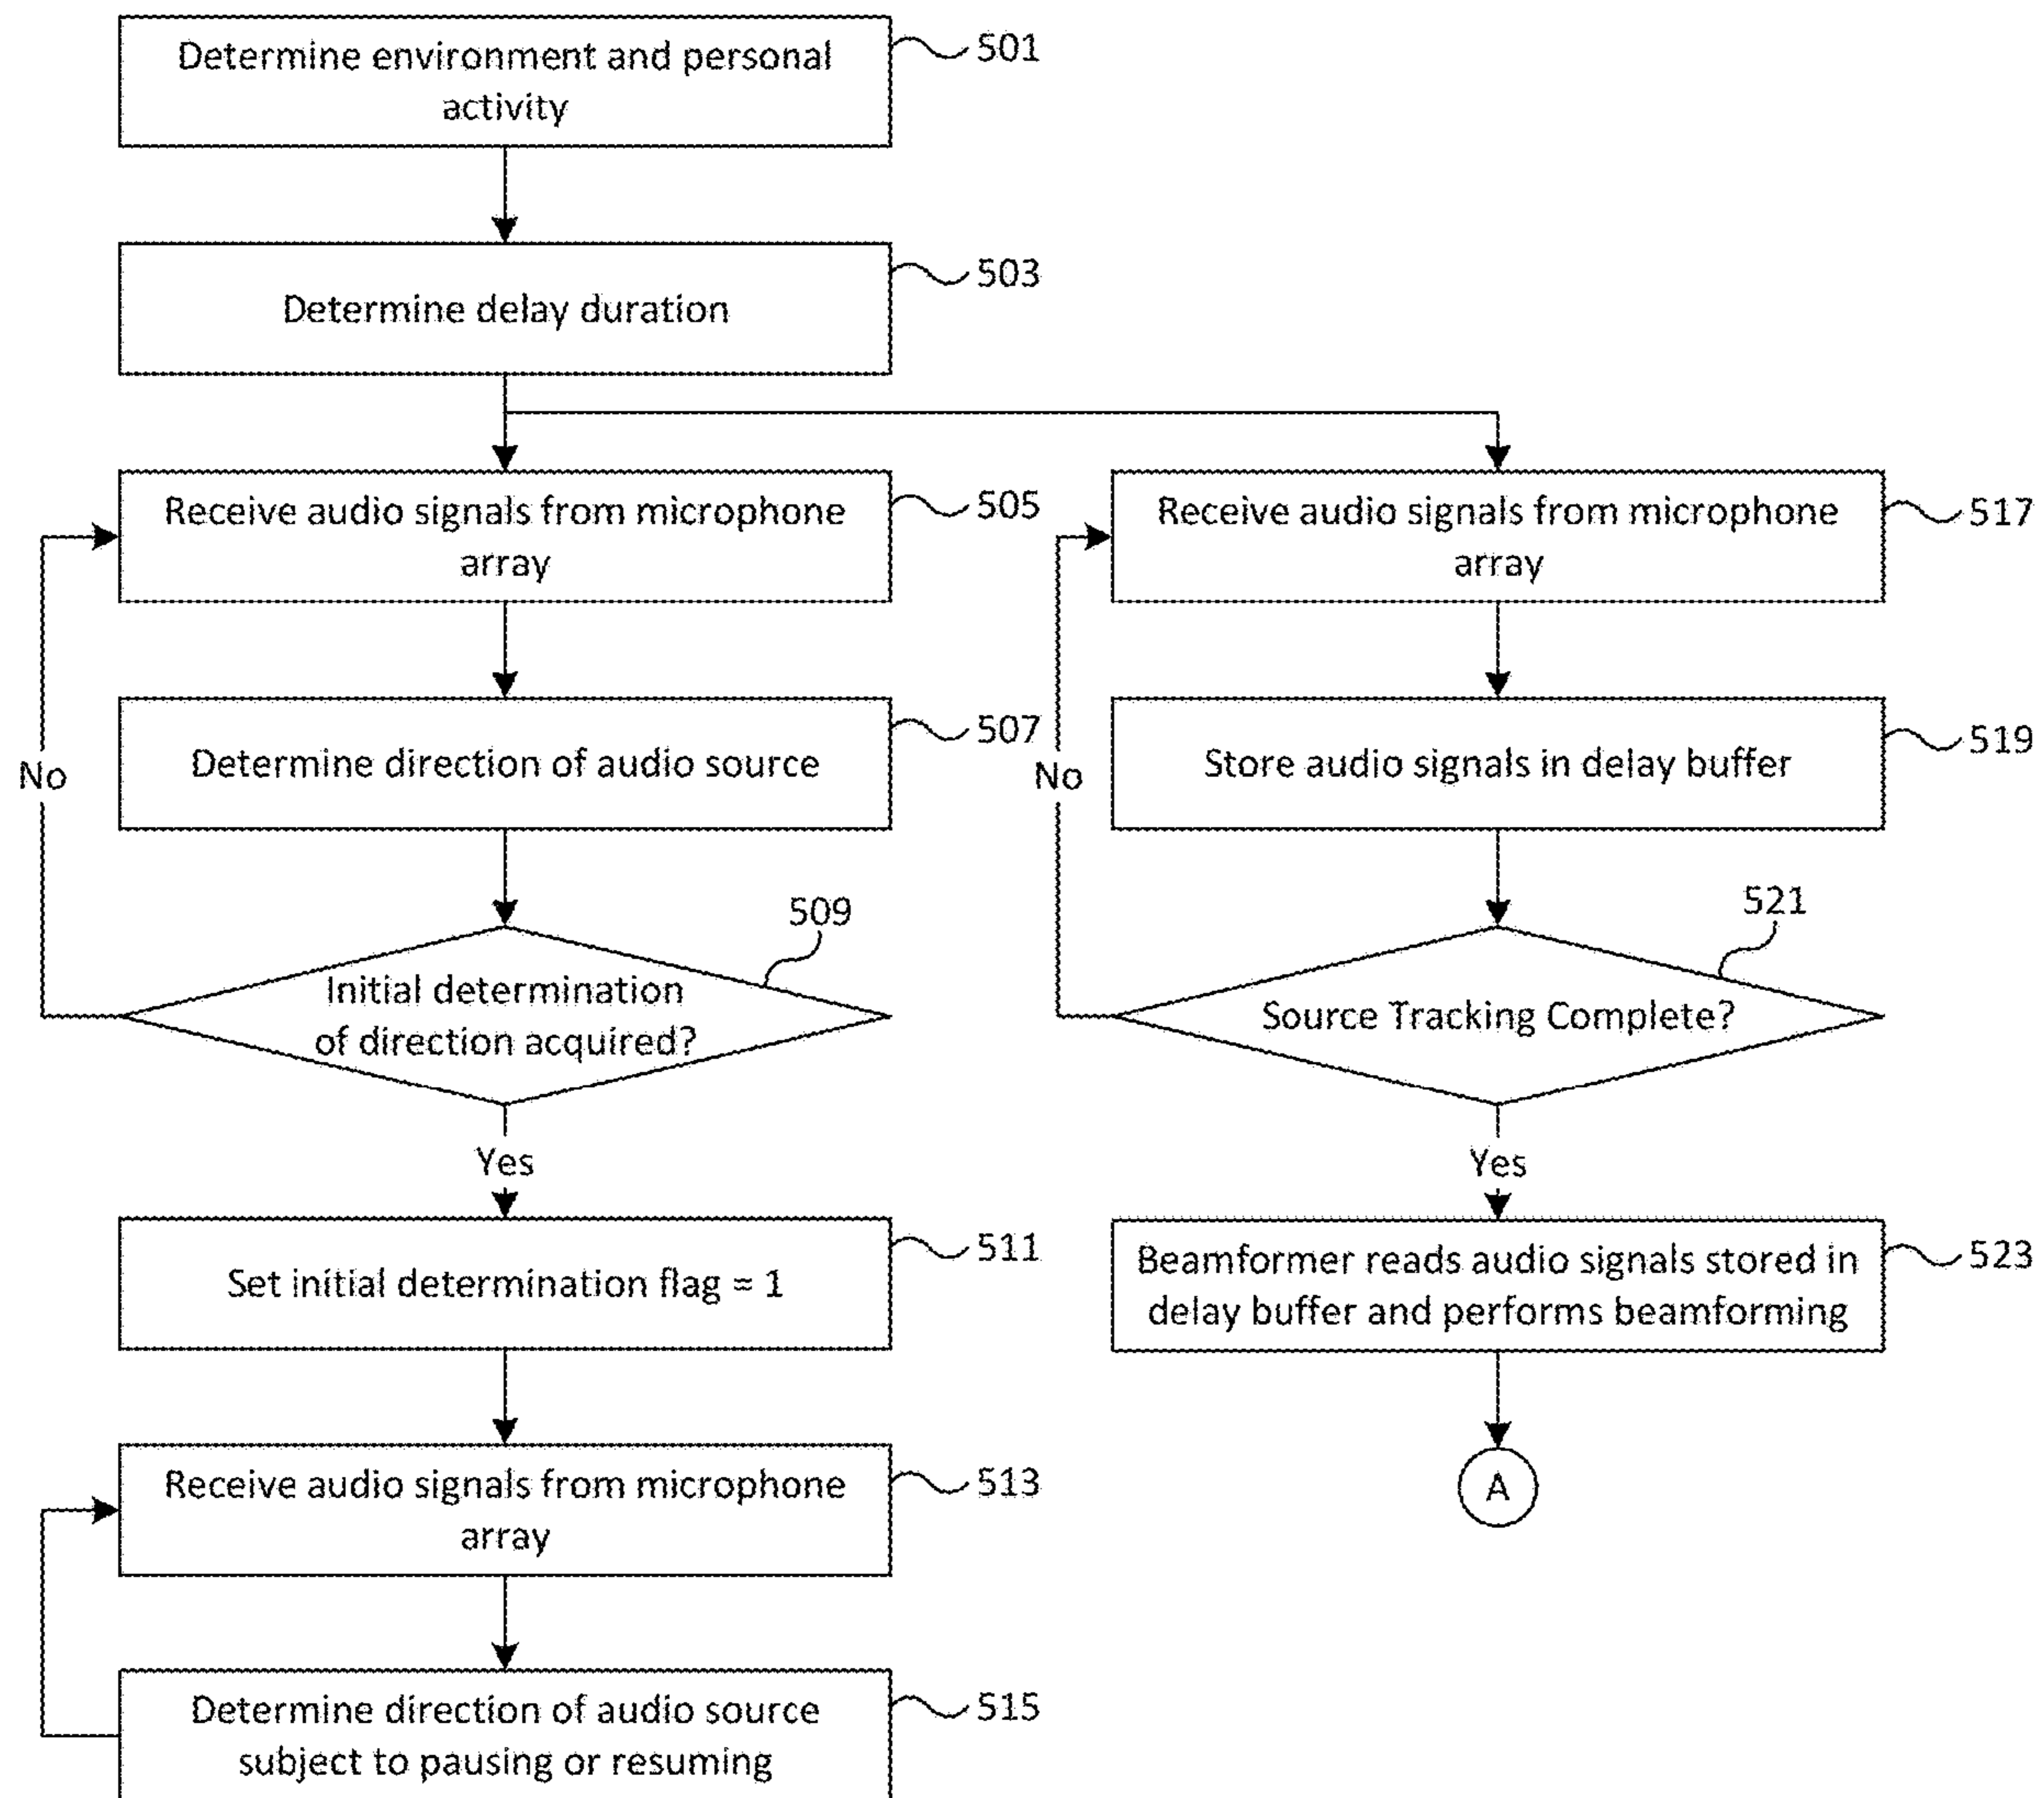 Determine environment and personal
activity
501
Determine delay duration
503
Receive audio signals from microphone
array
505
Determine direction of audio source
507
No
509
Initial determination
of direction acquired?
Yes
Set initial determination flag = 1
511
Receive audio signals from microphone
array
513
Determine direction of audio source
subject to pausing or resuming
515
Receive audio signals from microphone
array
517
Store audio signals in delay buffer
519
No
521
Source Tracking Complete?
Yes
Beamformer reads audio signals stored in
delay buffer and performs beamforming
523
A